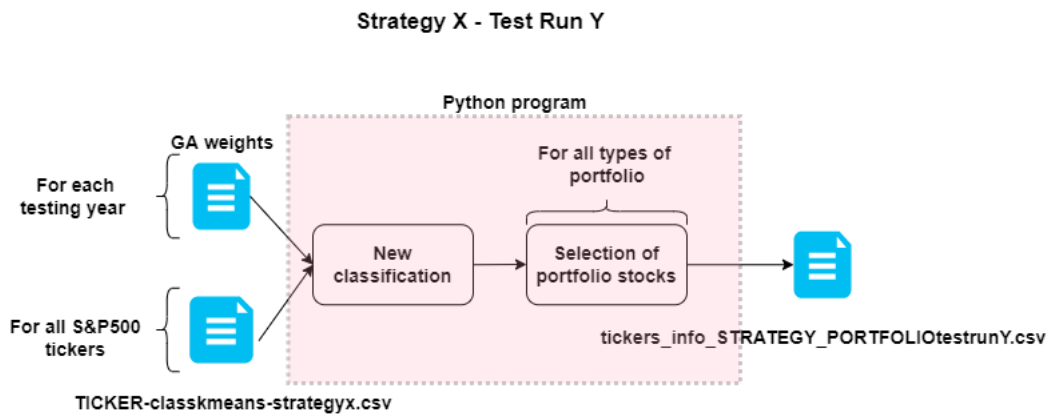 Strategy X - Test Run Y
Python program
GA weights
For each
testing year
For all types of
portfolio
New
classification
Selection of
portfolio stocks
For all S&P500
tickers
tickers_info_STRATEGY_PORTFOLIOtestrunY.csv
TICKER-classkmeans-strategyx.csv